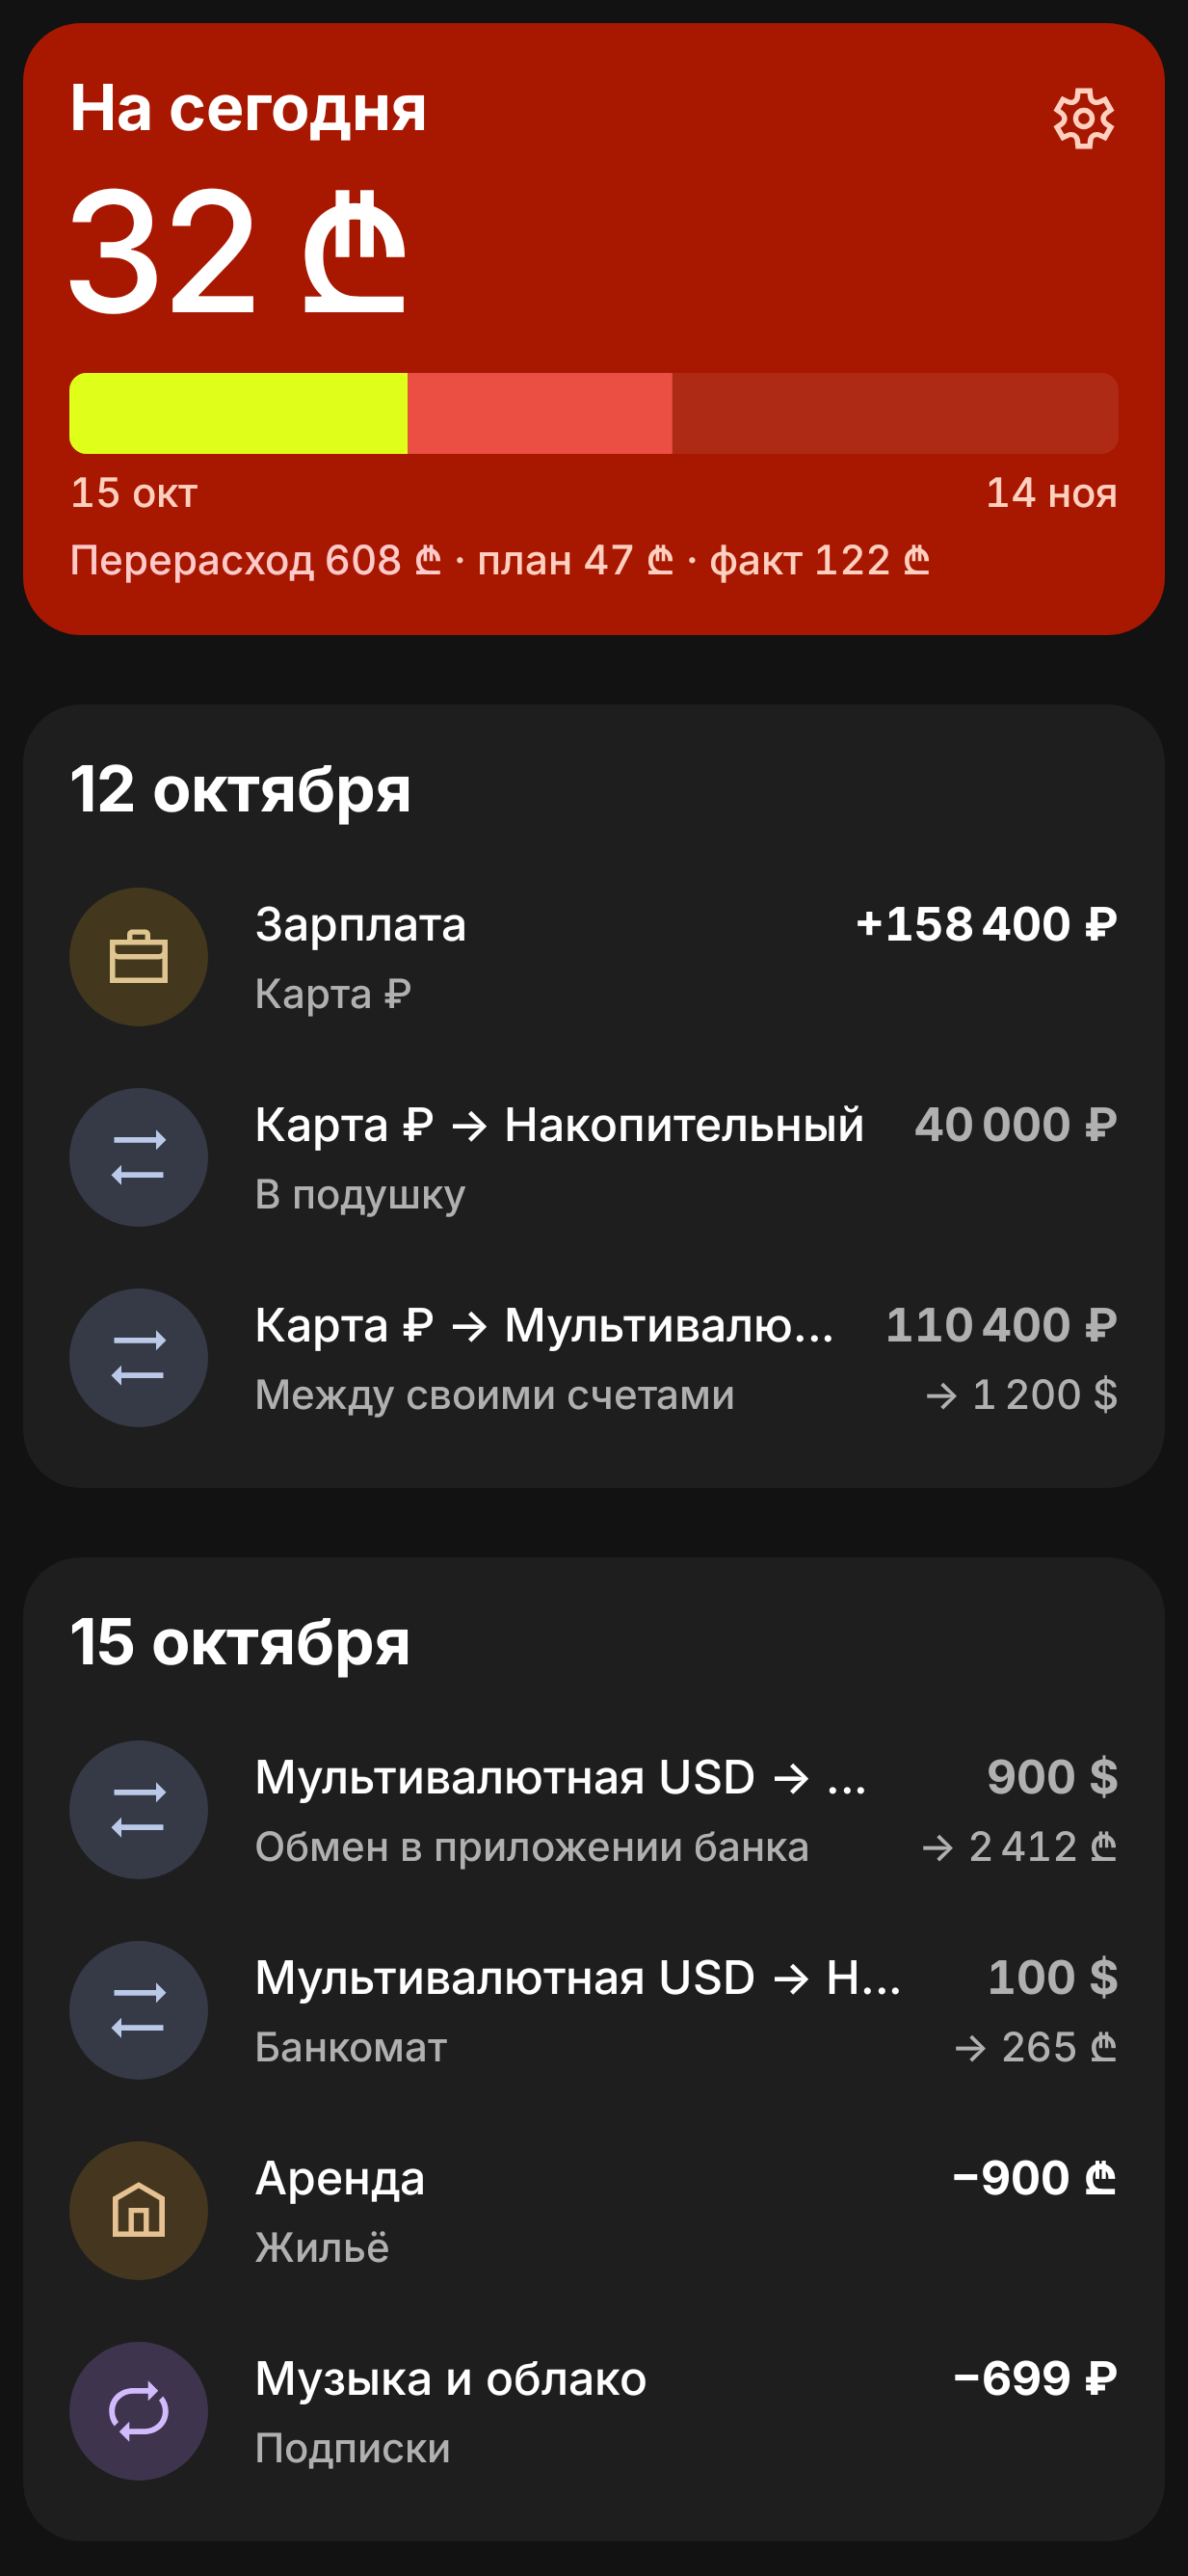 На сегодня
32 ₾
15 окт 14 ноя
Перерасход 608 ₾ · план 47 ₾ · факт 122 ₾
12 октября
Зарплата +158 400 ₽
Карта ₽
Карта ₽ → Накопительный 40 000 ₽
В подушку
Карта ₽ → Мультивалю... 110 400 ₽
Между своими счетами → 1 200 $
15 октября
Мультивалютная USD → ... 900 $
Обмен в приложении банка → 2 412 ₾
Мультивалютная USD → Н... 100 $
Банкомат → 265 ₾
Аренда −900 ₾
Жильё
Музыка и облако −699 ₽
Подписки